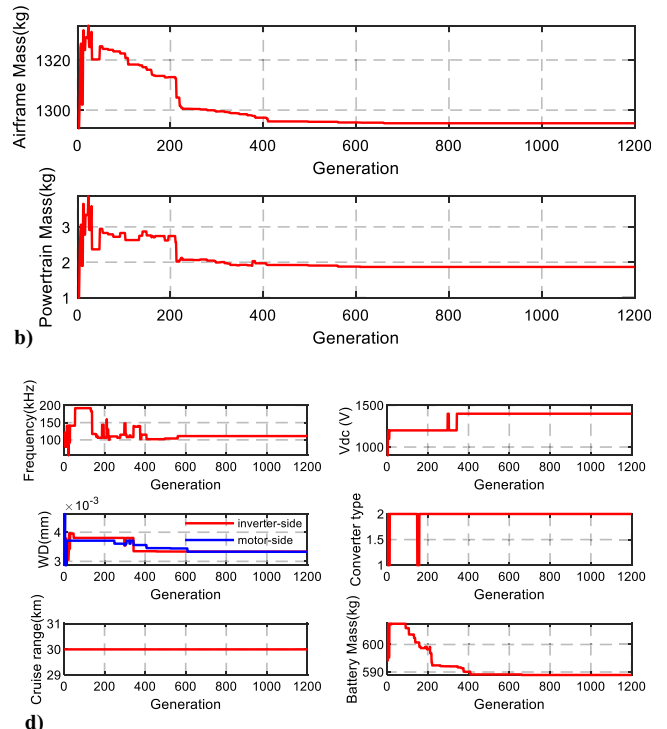 Airframe Mass(kg)
1320
1300
0 200 400 600 800 1000 1200
Generation
Powertrain Mass(kg)
3
2
1
0 200 400 600 800 1000 1200
Generation
b)
Frequency(kHz)
200
150
100
0 200 400 600 800 1000 1200
Generation
Vdc (V)
1500
1000
0 200 400 600 800 1000 1200
Generation
× 10⁻³
WD(mm)
4
3
inverter-side
motor-side
0 200 400 600 800 1000 1200
Generation
Converter type
2
1.5
1
0 200 400 600 800 1000 1200
Generation
Cruise range(km)
31
30
29
0 200 400 600 800 1000 1200
Generation
Battery Mass(kg)
600
590
0 200 400 600 800 1000 1200
Generation
d)